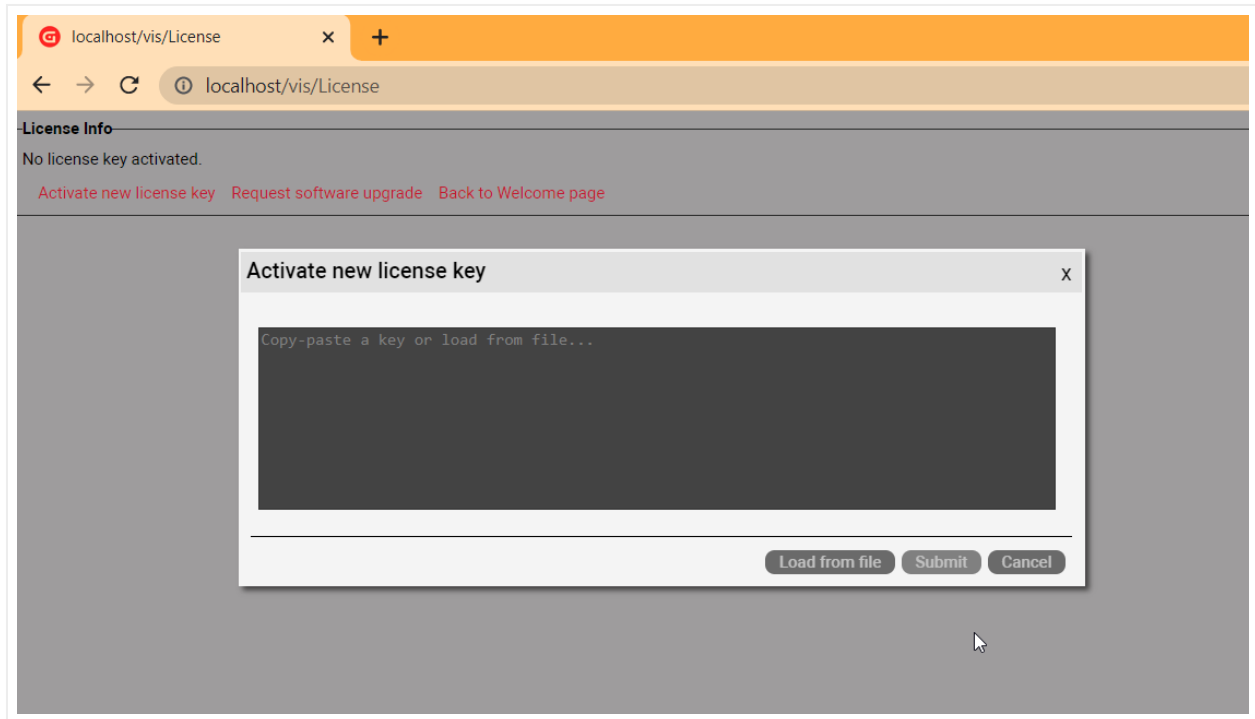 localhost/vis/License
localhost/vis/License
License Info
No license key activated.
Activate new license key Request software upgrade Back to Welcome page
Activate new license key x
Copy-paste a key or load from file...
Load from file Submit Cancel